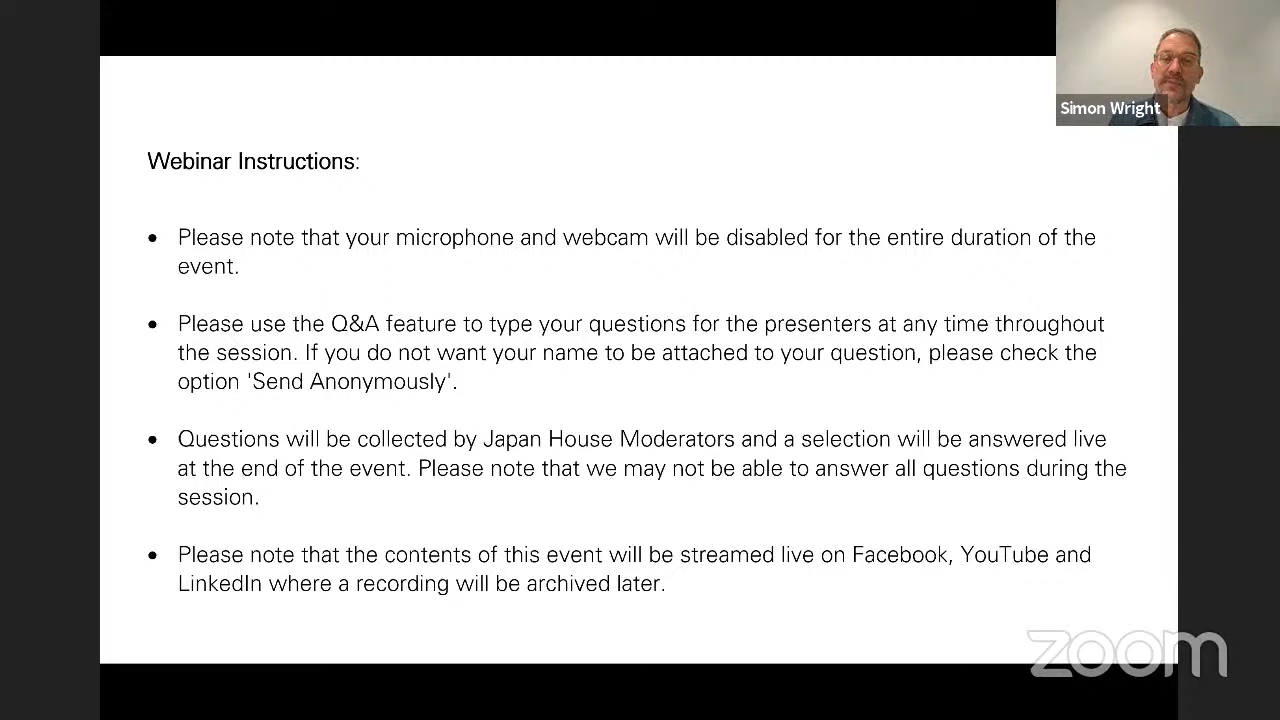 Simon Wright
Webinar Instructions:
• Please note that your microphone and webcam will be disabled for the entire duration of the
event.
• Please use the Q&A feature to type your questions for the presenters at any time throughout
the session. If you do not want your name to be attached to your question, please check the
option 'Send Anonymously'.
• Questions will be collected by Japan House Moderators and a selection will be answered live
at the end of the event. Please note that we may not be able to answer all questions during the
session.
• Please note that the contents of this event will be streamed live on Facebook, YouTube and
LinkedIn where a recording will be archived later.
zoom